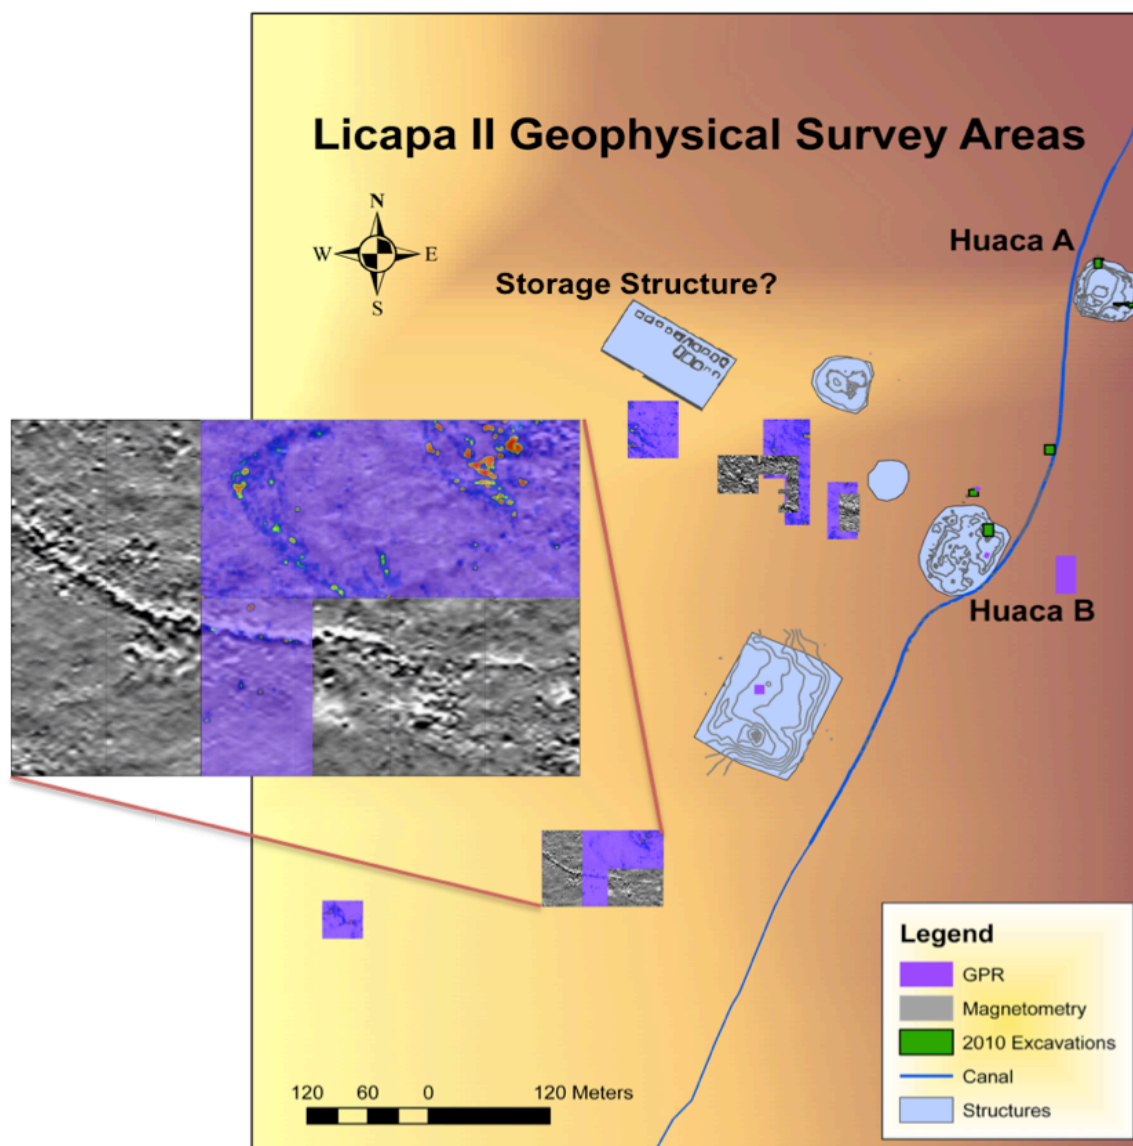 Licapa II Geophysical Survey Areas
N
W E
S
Huaca A
Storage Structure?
Huaca B
Legend
GPR
Magnetometry
2010 Excavations
Canal
Structures
120 60 0 120 Meters